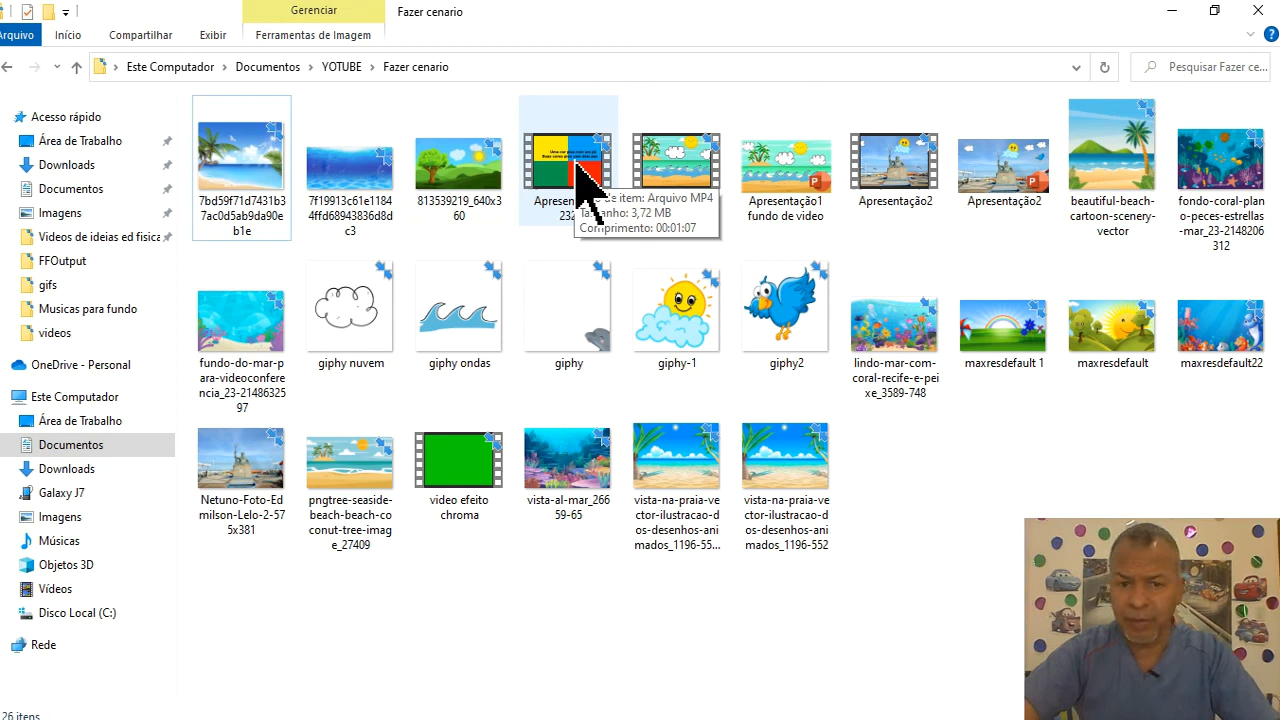 Gerenciar
Fazer cenario
Arquivo
Início
Compartilhar
Exibir
Ferramentas de Imagem
Este Computador
Documentos
YOTUBE
Fazer cenario
Pesquisar Fazer ce...
Acesso rápido
Área de Trabalho
Downloads
Documentos
Imagens
Videos de ideias ed fisica
FFOutput
gifs
Musicas para fundo
videos
OneDrive - Personal
Este Computador
Área de Trabalho
Documentos
Downloads
Galaxy J7
Imagens
Músicas
Objetos 3D
Vídeos
Disco Local (C:)
Rede
26 itens
7bd59f71d7431b3
7ac0d5ab9da90e
b1e
7f19913c61e1184
4ffd68943836d8d
c3
813539219_640x3
60
Tamanho: 3,72 MB
Comprimento: 00:01:07
item: Arquivo MP4
Apresentação1
fundo de video
Apresentação2
Apresentação2
beautiful-beach-
cartoon-scenery-
vector
fondo-coral-plan
o-peces-estrellas
-mar_23-2148206
312
fundo-do-mar-p
ara-videoconfere
ncia_23-21486325
97
giphy nuvem
giphy ondas
giphy
giphy-1
giphy2
lindo-mar-com-
coral-recife-e-pei
xe_3589-748
maxresdefault 1
maxresdefault
maxresdefault22
Netuno-Foto-Ed
milson-Lelo-2-57
5x381
pngtree-seaside-
beach-beach-co
conut-tree-imag
e_27409
video efeito
chroma
vista-al-mar_266
59-65
vista-na-praia-ve
ctor-ilustracao-d
os-desenhos-ani
mados_1196-55...
vista-na-praia-ve
ctor-ilustracao-d
os-desenhos-ani
mados_1196-552